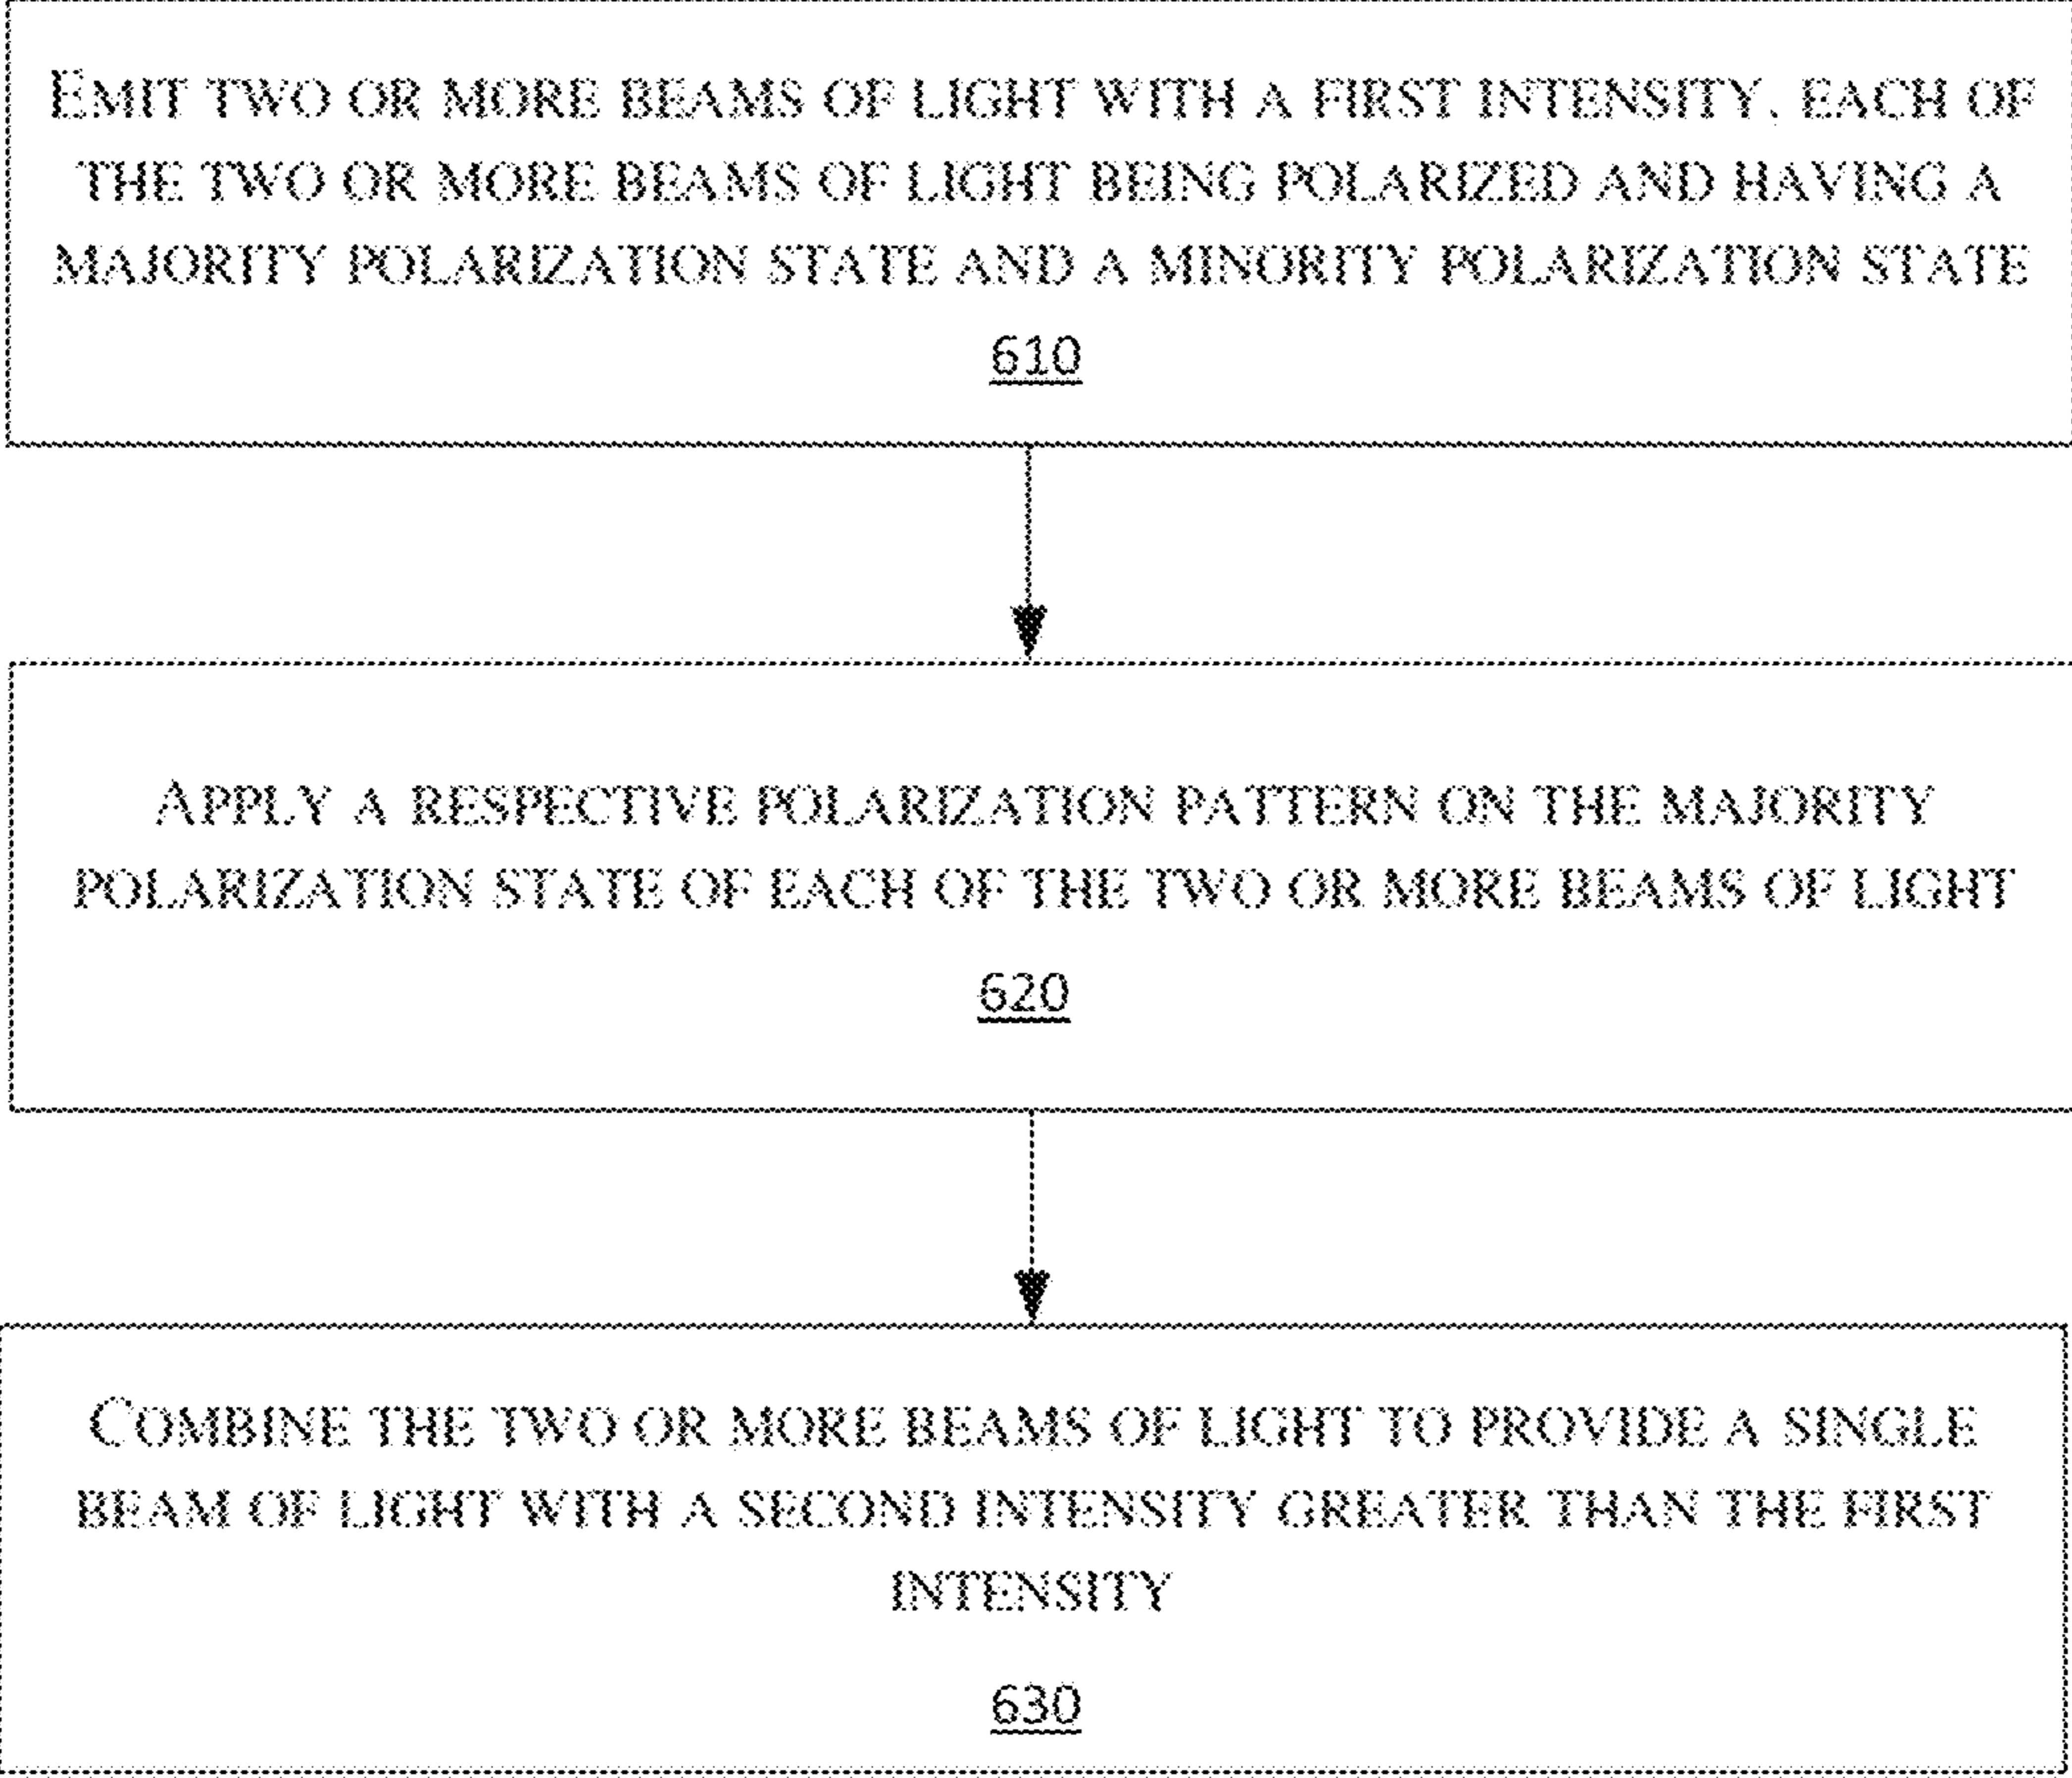 EMIT TWO OR MORE BEAMS OF LIGHT WITH A FIRST INTENSITY, EACH OF
THE TWO OR MORE BEAMS OF LIGHT BEING POLARIZED AND HAVING A
MAJORITY POLARIZATION STATE AND A MINORITY POLARIZATION STATE
610
APPLY A RESPECTIVE POLARIZATION PATTERN ON THE MAJORITY
POLARIZATION STATE OF EACH OF THE TWO OR MORE BEAMS OF LIGHT
620
COMBINE THE TWO OR MORE BEAMS OF LIGHT TO PROVIDE A SINGLE
BEAM OF LIGHT WITH A SECOND INTENSITY GREATER THAN THE FIRST
INTENSITY
630